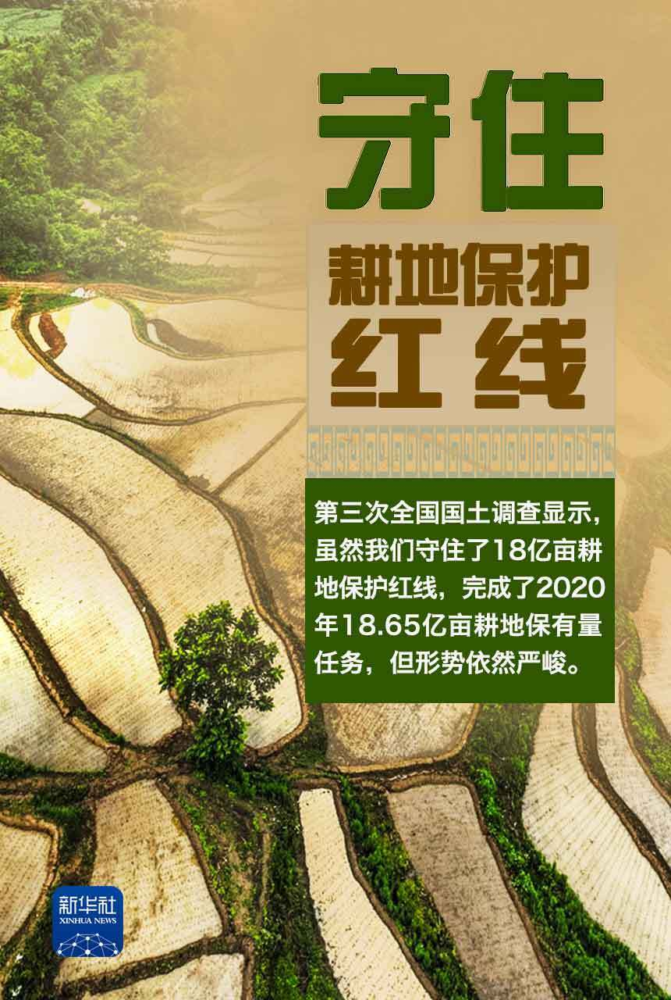 守住
耕地保护
红线
第三次全国国土调查显示，
虽然我们守住了18亿亩耕
地保护红线，完成了2020
年18.65亿亩耕地保有量
任务，但形势依然严峻。
新华社
XINHUA NEWS